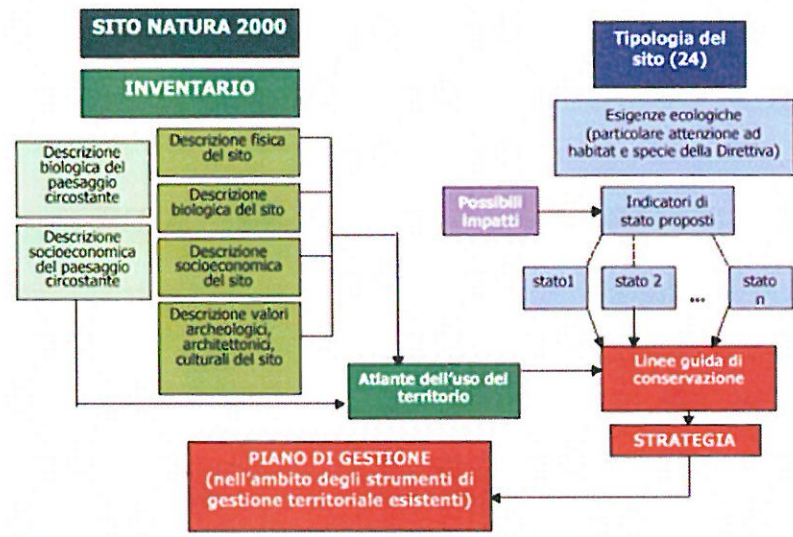 SITO NATURA 2000
INVENTARIO
Descrizione
biologica del
paesaggio
circostante
Descrizione
socioeconomica
del paesaggio
circostante
Descrizione fisica
del sito
Descrizione
biologica del sito
Descrizione
socioeconomica
del sito
Descrizione valori
archeologici,
architettonici,
culturali del sito
Tipologia del
sito (24)
Esigenze ecologiche
(particolare attenzione ad
habitat e specie della Direttiva)
Possibili
impatti
Indicatori di
stato proposti
stato1
stato 2
...
stato
n
Atlante dell'uso del
territorio
Linee guida di
conservazione
STRATEGIA
PIANO DI GESTIONE
(nell'ambito degli strumenti di
gestione territoriale esistenti)